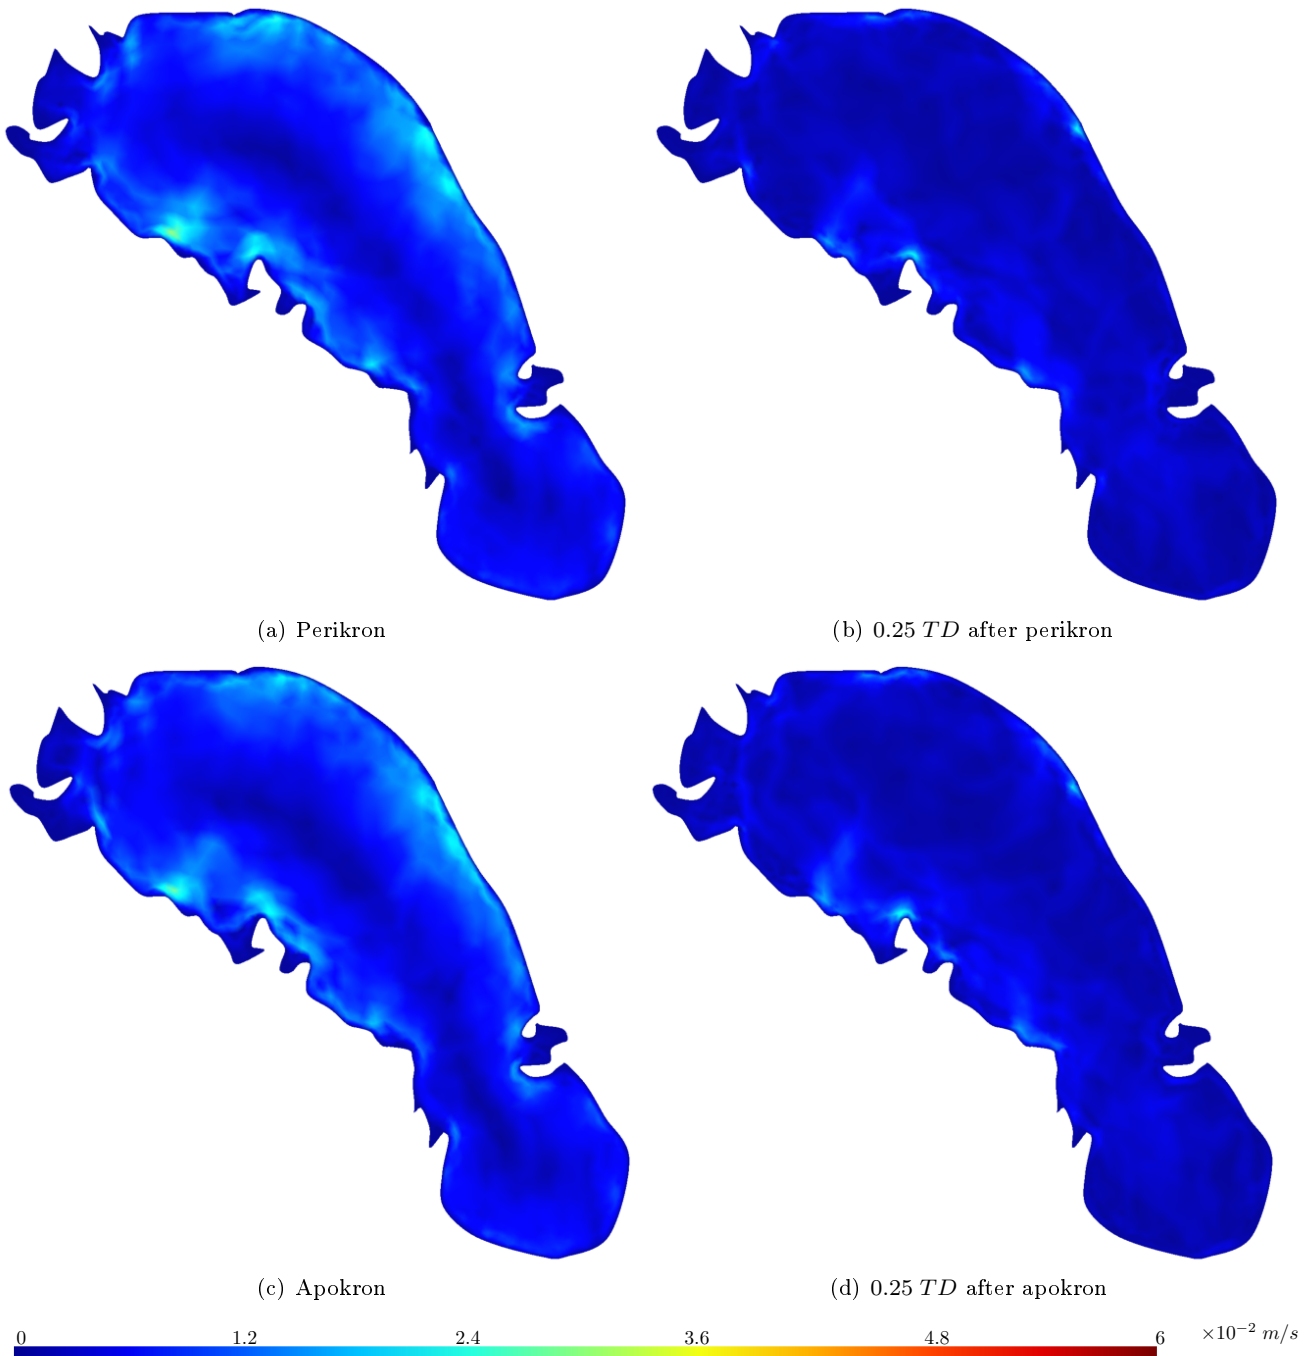 (a) Perikron
(b) 0.25 TD after perikron
(c) Apokron
(d) 0.25 TD after apokron
0 1.2 2.4 3.6 4.8 6 ×10⁻² m/s